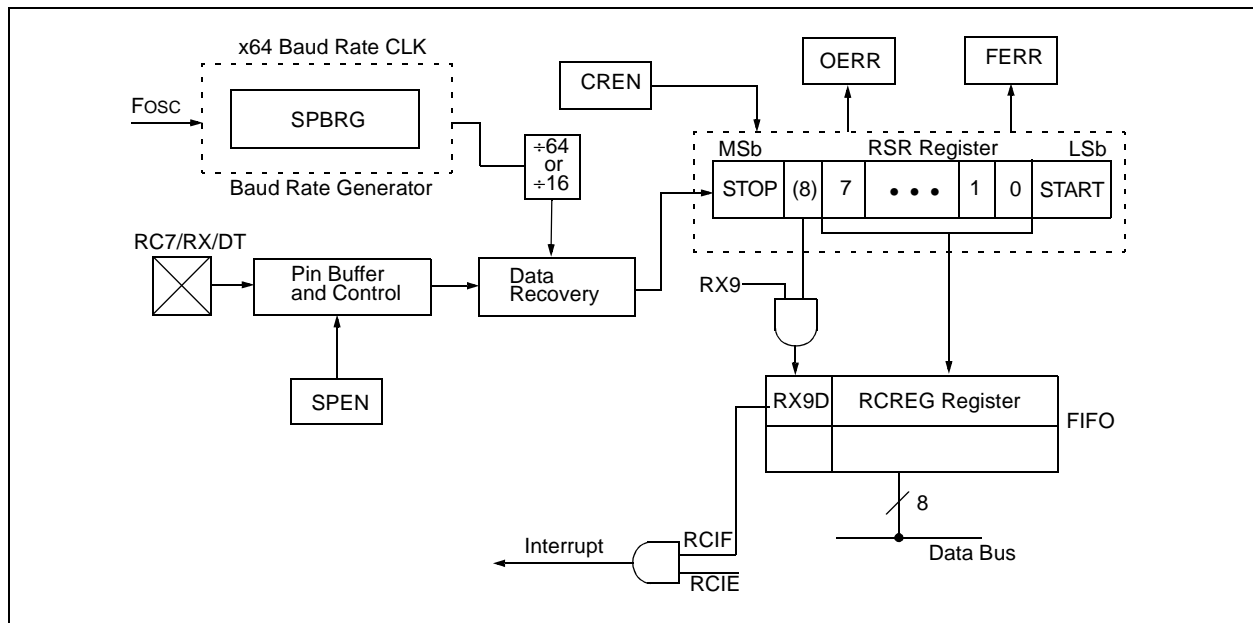 x64 Baud Rate CLK
FOSC
SPBRG
Baud Rate Generator
÷64
or
÷16
CREN
OERR
FERR
MSb
RSR Register
LSb
STOP
(8)
7
• • •
1
0
START
RC7/RX/DT
Pin Buffer
and Control
Data
Recovery
SPEN
RX9
RX9D
RCREG Register
FIFO
8
Data Bus
Interrupt
RCIF
RCIE